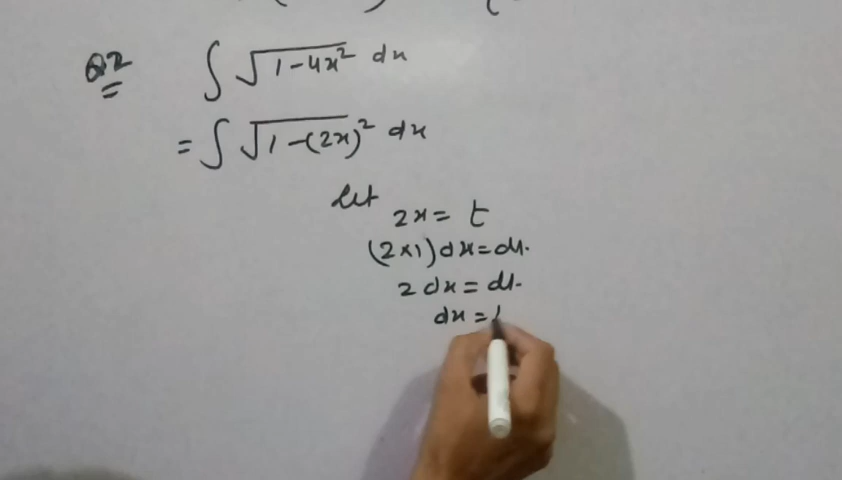 Q2 ∫ √1-4x² dx
= ∫ √1-(2x)² dx
Let
2x = t
(2×1) dx = dt.
2 dx = dt.
dx =